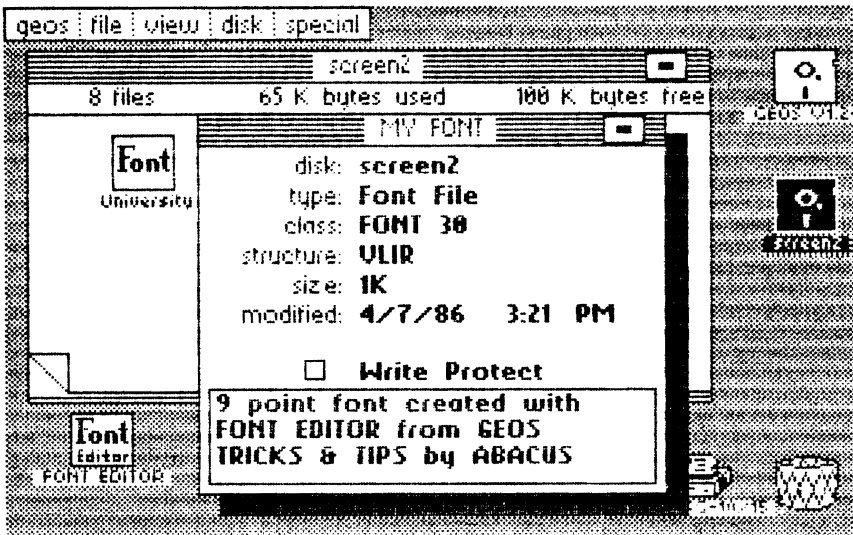 geos file view disk special
screen2
8 files 65 K bytes used 100 K bytes free
MY FONT
GEOS V1.2
Font
University
disk: screen2
type: Font File
class: FONT 30
structure: VLIR
size: 1K
modified: 4/7/86 3:21 PM
screen2
Write Protect
9 point font created with
FONT EDITOR from GEOS
TRICKS & TIPS by ABACUS
Font
Editor
FONT EDITOR